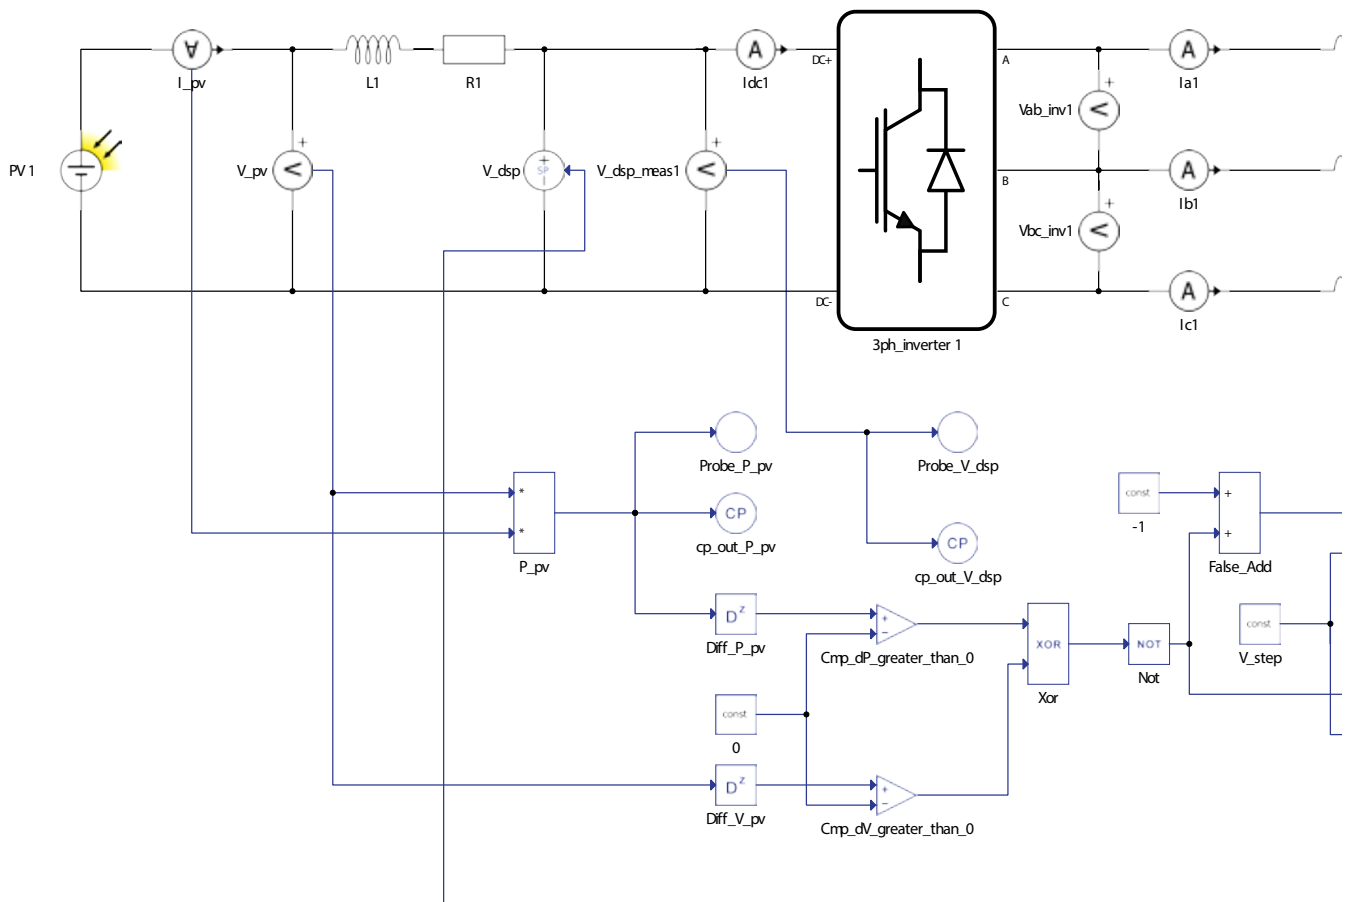 A
I_pv
L1
R1
A
Idc1
DC+
A
A
Ia1
+
Vab_inv1
V
PV 1
+
V_pv
V
V_dsp
+
SP
V_dsp_meas1
+
V
B
A
Ib1
+
Vbc_inv1
V
DC-
C
A
Ic1
3ph_inverter 1
Probe_P_pv
Probe_V_dsp
*
*
P_pv
CP
cp_out_P_pv
CP
cp_out_V_dsp
const
-1
+
+
False_Add
Dz
Diff_P_pv
+
−
Cmp_dP_greater_than_0
XOR
Xor
NOT
Not
const
V_step
const
0
Dz
Diff_V_pv
+
−
Cmp_dV_greater_than_0